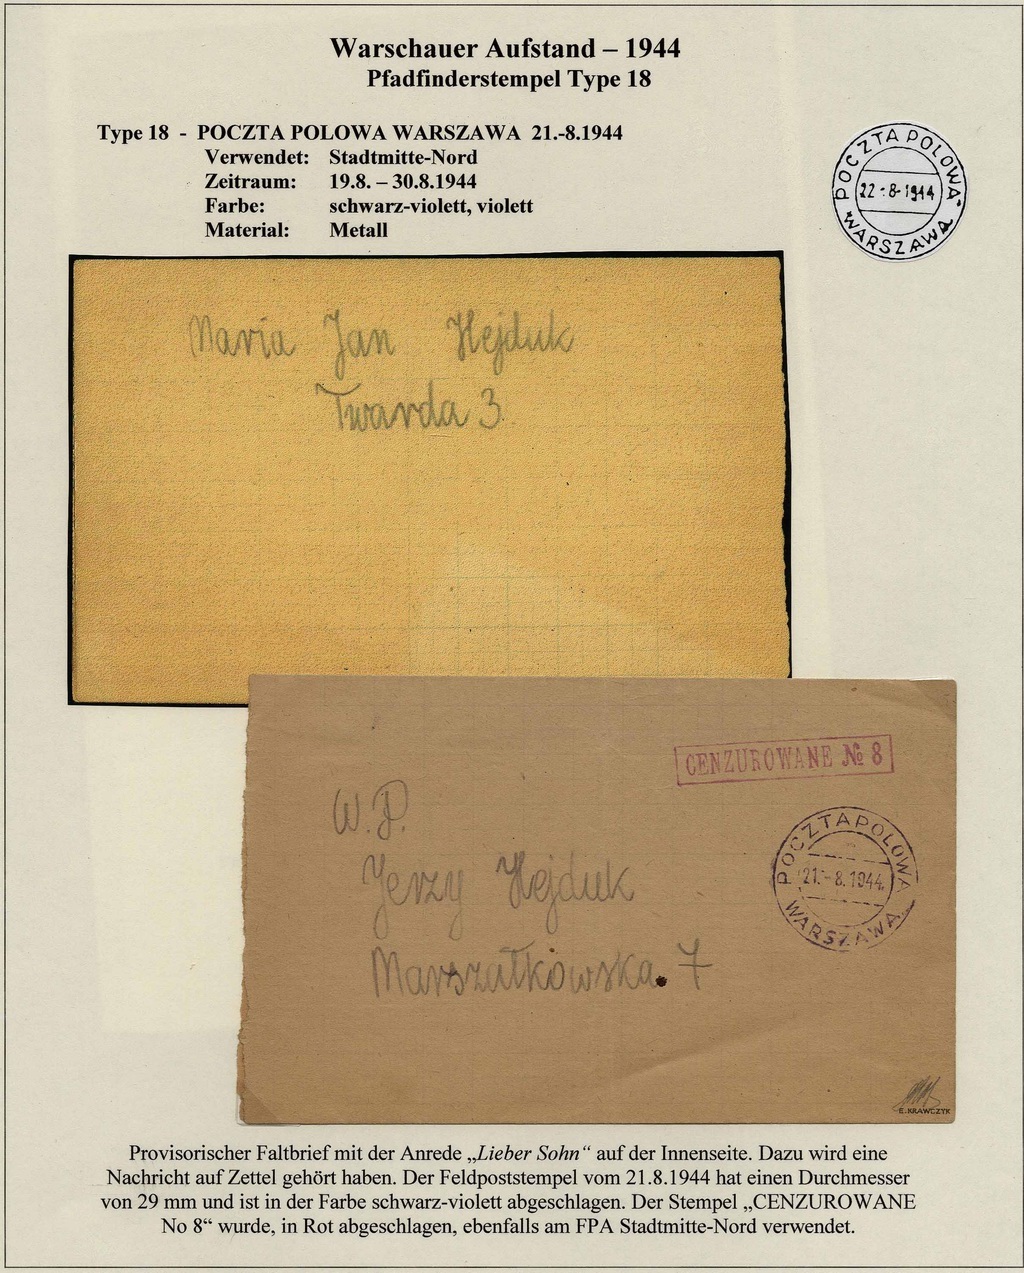 Warschauer Aufstand – 1944
Pfadfinderstempel Type 18
Type 18 - POCZTA POLOWA WARSZAWA 21.-8.1944
Verwendet: Stadtmitte-Nord
Zeitraum: 19.8. – 30.8.1944
Farbe: schwarz-violett, violett
Material: Metall
POCZTA POLOWA
22-8-1944
WARSZAWA
Maria Jan Hejduk
Twarda 3
CENZUROWANE № 8
W.P.
Jerzy Hejduk
Marszałkowska 7
POCZTA POLOWA
21.-8.1944.
WARSZAWA
E. KRAWCZYK
Provisorischer Faltbrief mit der Anrede „Lieber Sohn“ auf der Innenseite. Dazu wird eine
Nachricht auf Zettel gehört haben. Der Feldpoststempel vom 21.8.1944 hat einen Durchmesser
von 29 mm und ist in der Farbe schwarz-violett abgeschlagen. Der Stempel „CENZUROWANE
No 8“ wurde, in Rot abgeschlagen, ebenfalls am FPA Stadtmitte-Nord verwendet.